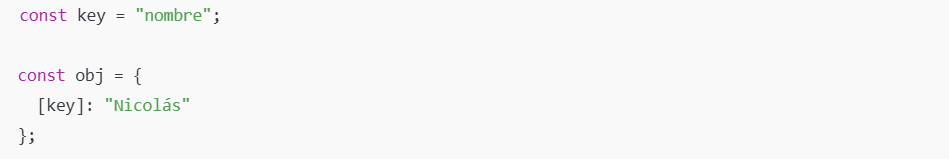 const key = "nombre";
const obj = {
  [key]: "Nicolás"
};